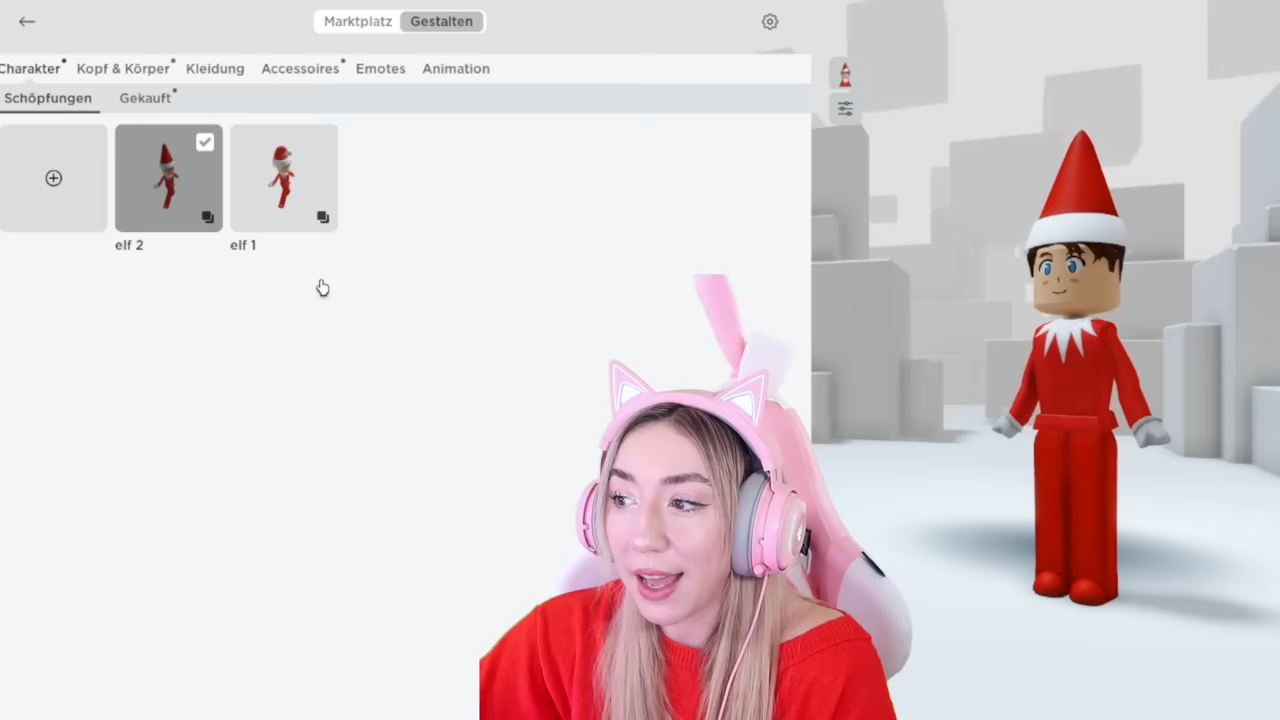 Marktplatz Gestalten
Charakter Kopf & Körper Kleidung Accessoires Emotes Animation
Schöpfungen Gekauft
elf 2 elf 1